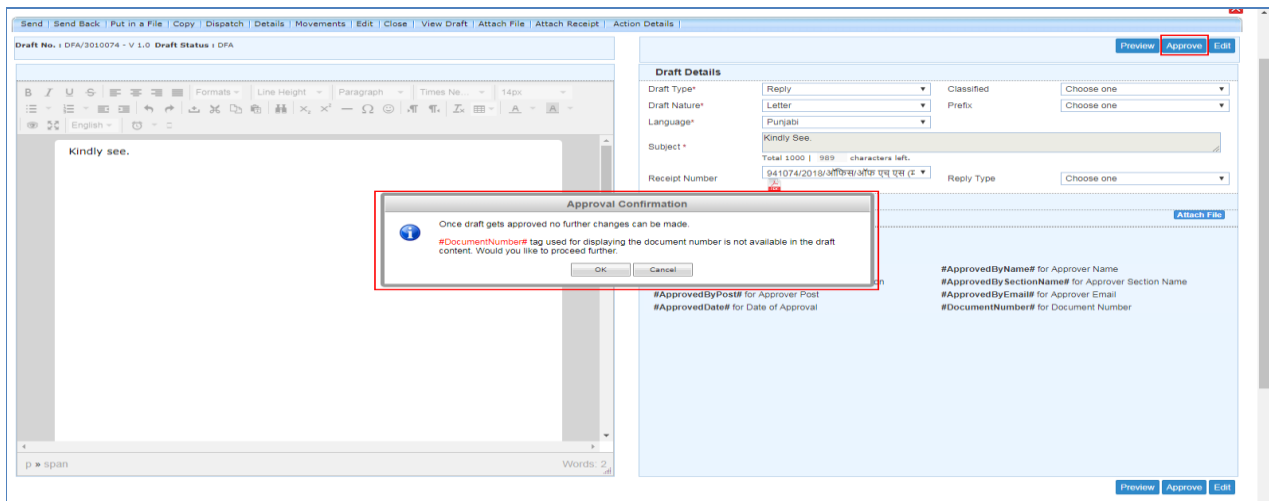 Send | Send Back | Put in a File | Copy | Dispatch | Details | Movements | Edit | Close | View Draft | Attach File | Attach Receipt | Action Details |
Draft No. : DFA/3010074 - V 1.0 Draft Status : DFA
Preview Approve Edit
Draft Details
Formats Line Height Paragraph Times Ne... 14px
English
Kindly see.
Draft Type* Reply Classified Choose one
Draft Nature* Letter Prefix Choose one
Language* Punjabi
Subject * Kindly See.
Total 1000 | 989 characters left.
Receipt Number 941074/2018/ऑफिस/ऑफ एच एस Reply Type Choose one
Attach File
Approval Confirmation
Once draft gets approved no further changes can be made.
#DocumentNumber# tag used for displaying the document number is not available in the draft
content. Would you like to proceed further.
OK Cancel
#ApprovedByName# for Approver Name
on #ApprovedBySectionName# for Approver Section Name
#ApprovedByPost# for Approver Post #ApprovedByEmail# for Approver Email
#ApprovedDate# for Date of Approval #DocumentNumber# for Document Number
p » span Words: 2
Preview Approve Edit